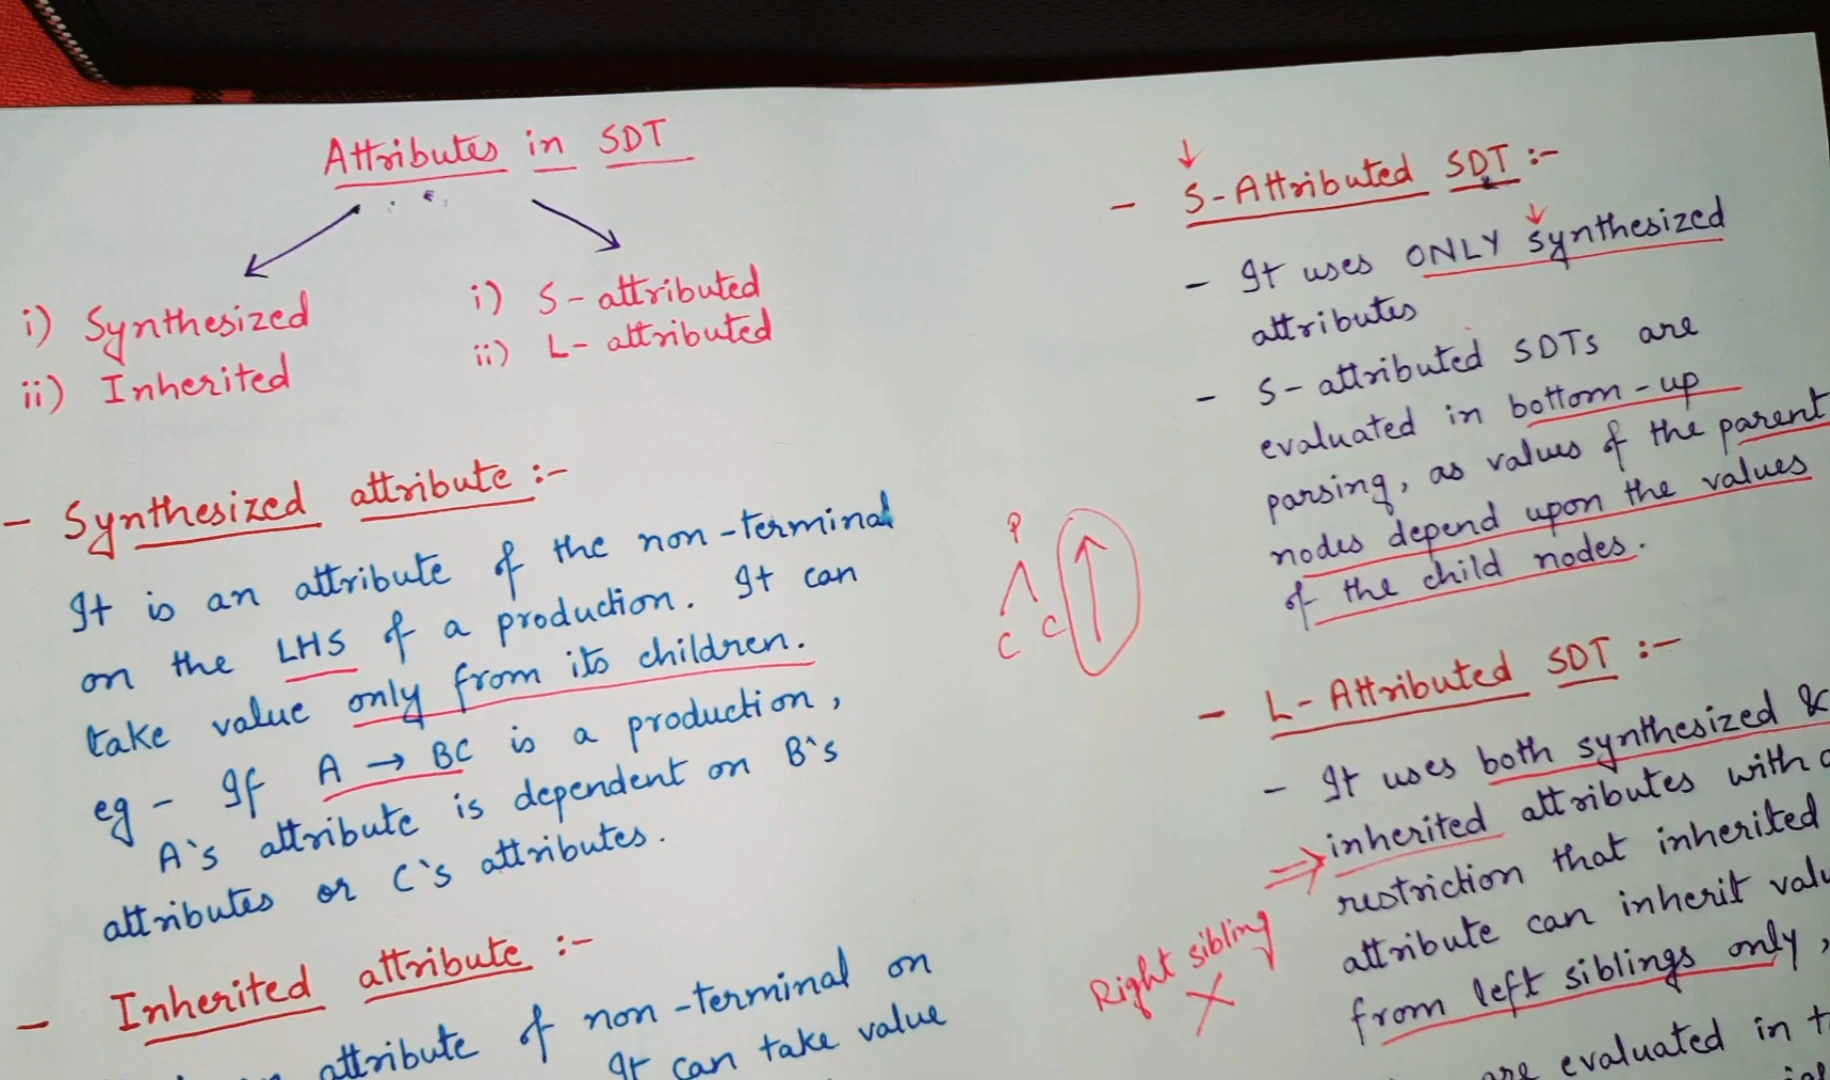 Attributes in SDT
i) Synthesized
ii) Inherited
i) S-attributed
ii) L-attributed
- Synthesized attribute :-
It is an attribute of the non-terminal
on the LHS of a production. It can
take value only from its children.
eg - If A → BC is a production,
A's attribute is dependent on B's
attributes or C's attributes.
- Inherited attribute :-
attribute of non-terminal on
It can take value
P
C C
- S-Attributed SDT :-
- It uses ONLY synthesized
attributes
- S-attributed SDTs are
evaluated in bottom-up
parsing, as values of the parent
nodes depend upon the values
of the child nodes.
- L-Attributed SDT :-
- It uses both synthesized &
inherited attributes with a
restriction that inherited
attribute can inherit
from left siblings only,
Right sibling
X
are evaluated in